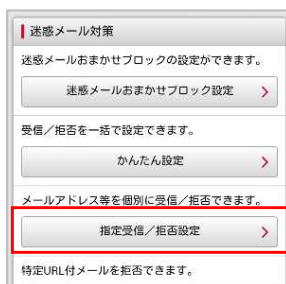 迷惑メール対策
迷惑メールおまかせブロックの設定ができます。
迷惑メールおまかせブロック設定
受信／拒否を一括で設定できます。
かんたん設定
メールアドレス等を個別に受信／拒否できます。
指定受信／拒否設定
特定URL付メールを拒否できます。